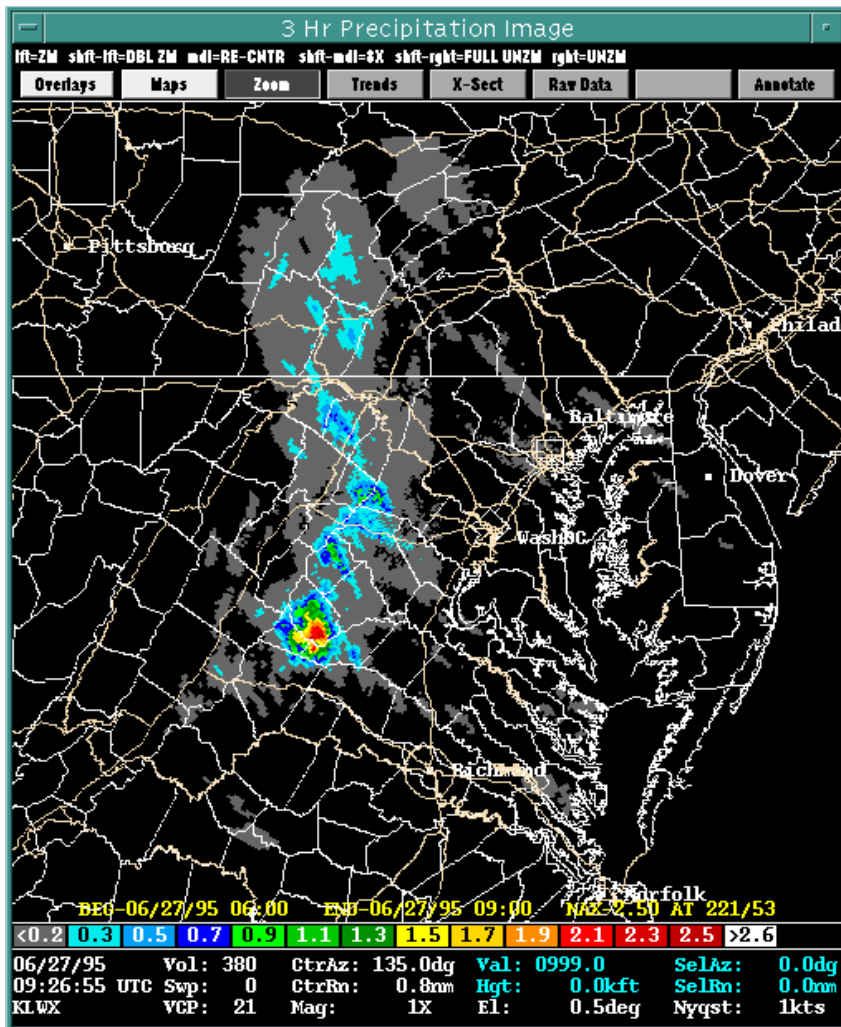 3 Hr Precipitation Image
lft=ZM shft-lft=DBL ZM mdl=RE-CNTR shft-mdl=$X shft-rght=FULL UNZM rght=UNZM
Overlays Maps Zoom Trends X-Sect Raw Data Annotate
Pittsburg
Philad
Baltimore
Dover
WashDC
Richmond
Norfolk
BEG-06/27/95 06:00 END-06/27/95 09:00 MAX-2.50 AT 221/53
<0.2 0.3 0.5 0.7 0.9 1.1 1.3 1.5 1.7 1.9 2.1 2.3 2.5 >2.6
06/27/95 Vol: 380 CtrAz: 135.0dg Val: 0999.0 SelAz: 0.0dg
09:26:55 UTC Swp: 0 CtrRn: 0.8nm Hgt: 0.0kft SelRn: 0.0nm
KLWX VCP: 21 Mag: 1X El: 0.5deg Nyqst: 1kts